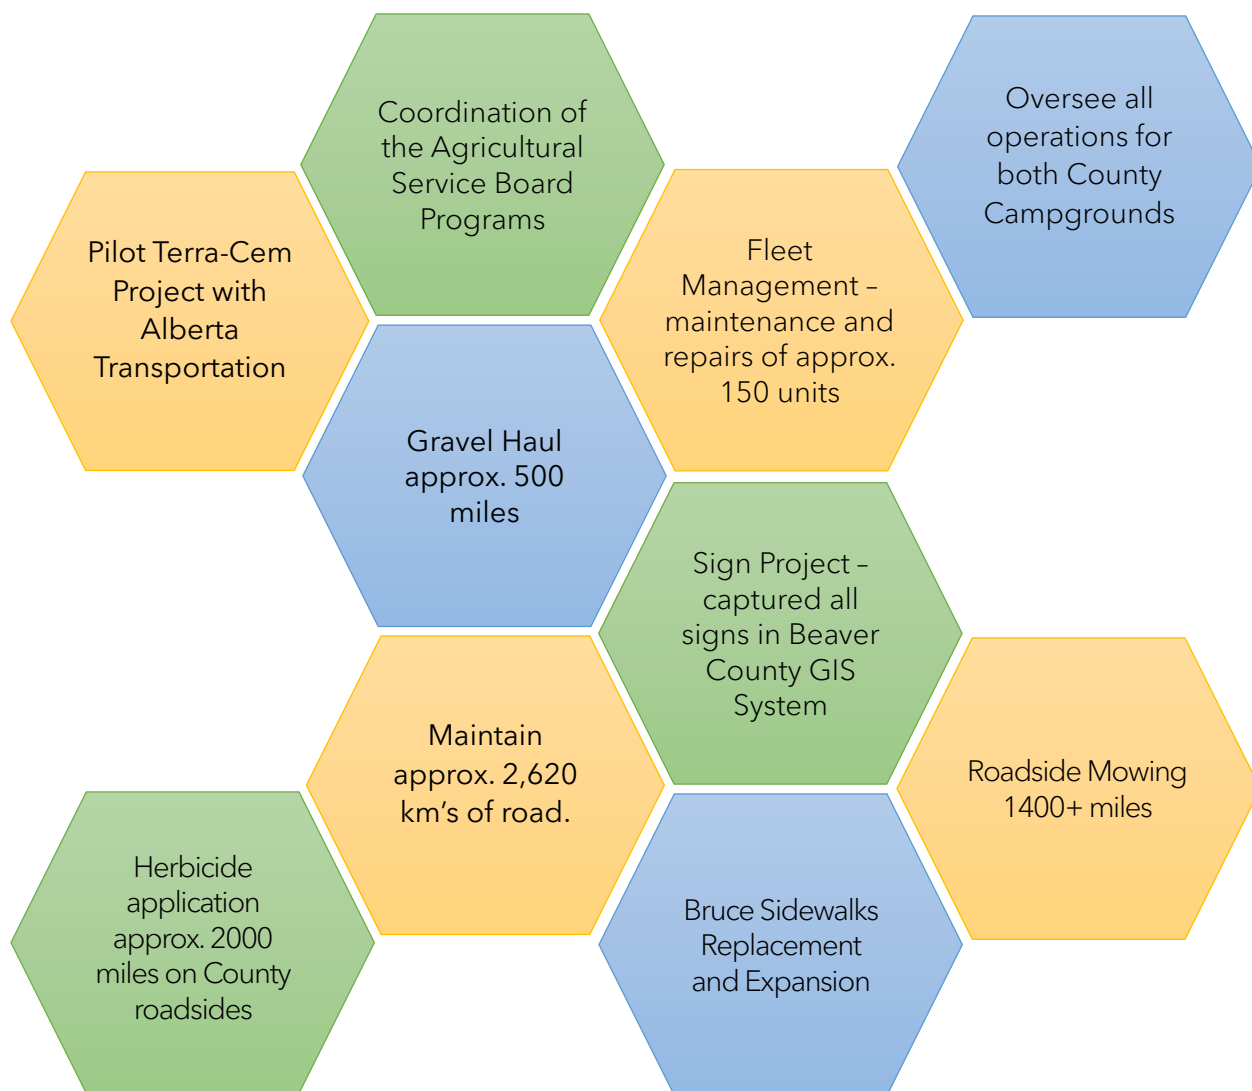 Coordination of
the Agricultural
Service Board
Programs
Oversee all
operations for
both County
Campgrounds
Pilot Terra-Cem
Project with
Alberta
Transportation
Fleet
Management –
maintenance and
repairs of approx.
150 units
Gravel Haul
approx. 500
miles
Sign Project –
captured all
signs in Beaver
County GIS
System
Maintain
approx. 2,620
km's of road.
Roadside Mowing
1400+ miles
Herbicide
application
approx. 2000
miles on County
roadsides
Bruce Sidewalks
Replacement
and Expansion